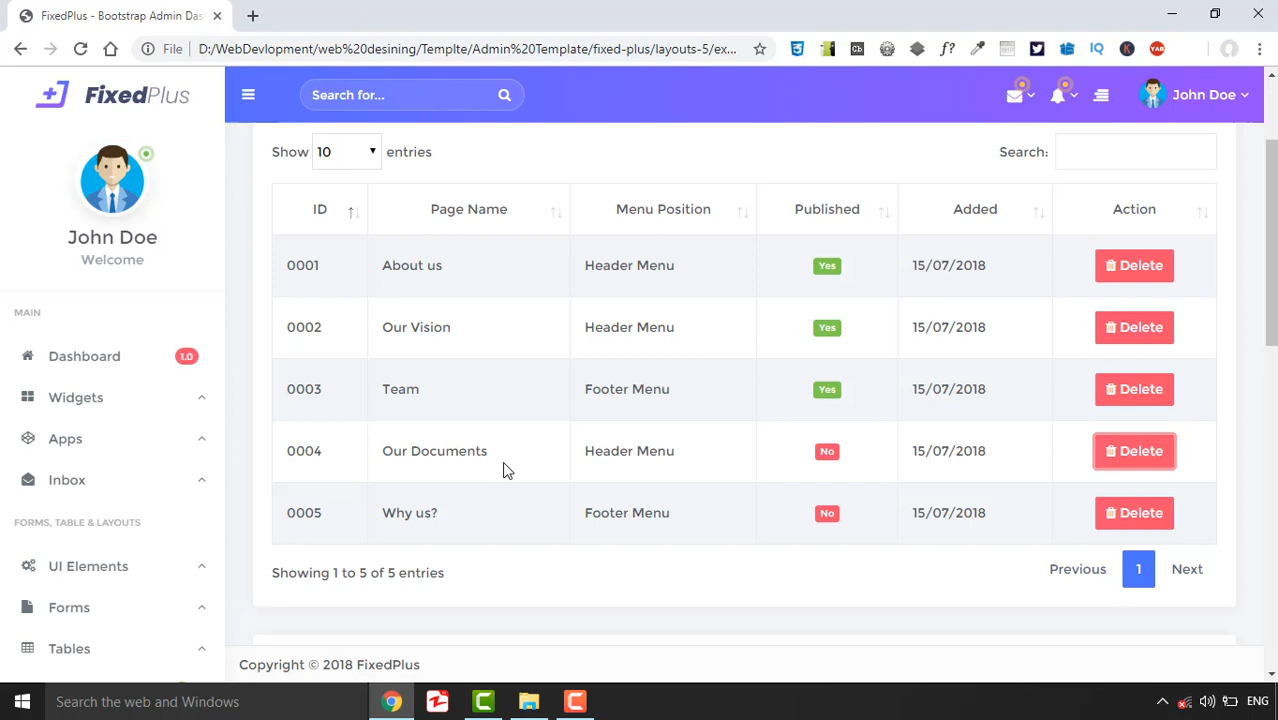 FixedPlus - Bootstrap Admin Das
File D:/WebDevlopment/web%20desining/Templte/Admin%20Template/fixed-plus/layouts-5/ex...
FixedPlus
Search for...
John Doe
John Doe
Welcome
MAIN
Dashboard 1.0
Widgets
Apps
Inbox
FORMS, TABLE & LAYOUTS
UI Elements
Forms
Tables
Show 10 entries
Search:
ID Page Name Menu Position Published Added Action
0001 About us Header Menu Yes 15/07/2018 Delete
0002 Our Vision Header Menu Yes 15/07/2018 Delete
0003 Team Footer Menu Yes 15/07/2018 Delete
0004 Our Documents Header Menu No 15/07/2018 Delete
0005 Why us? Footer Menu No 15/07/2018 Delete
Showing 1 to 5 of 5 entries
Previous 1 Next
Copyright © 2018 FixedPlus
Search the web and Windows
ENG